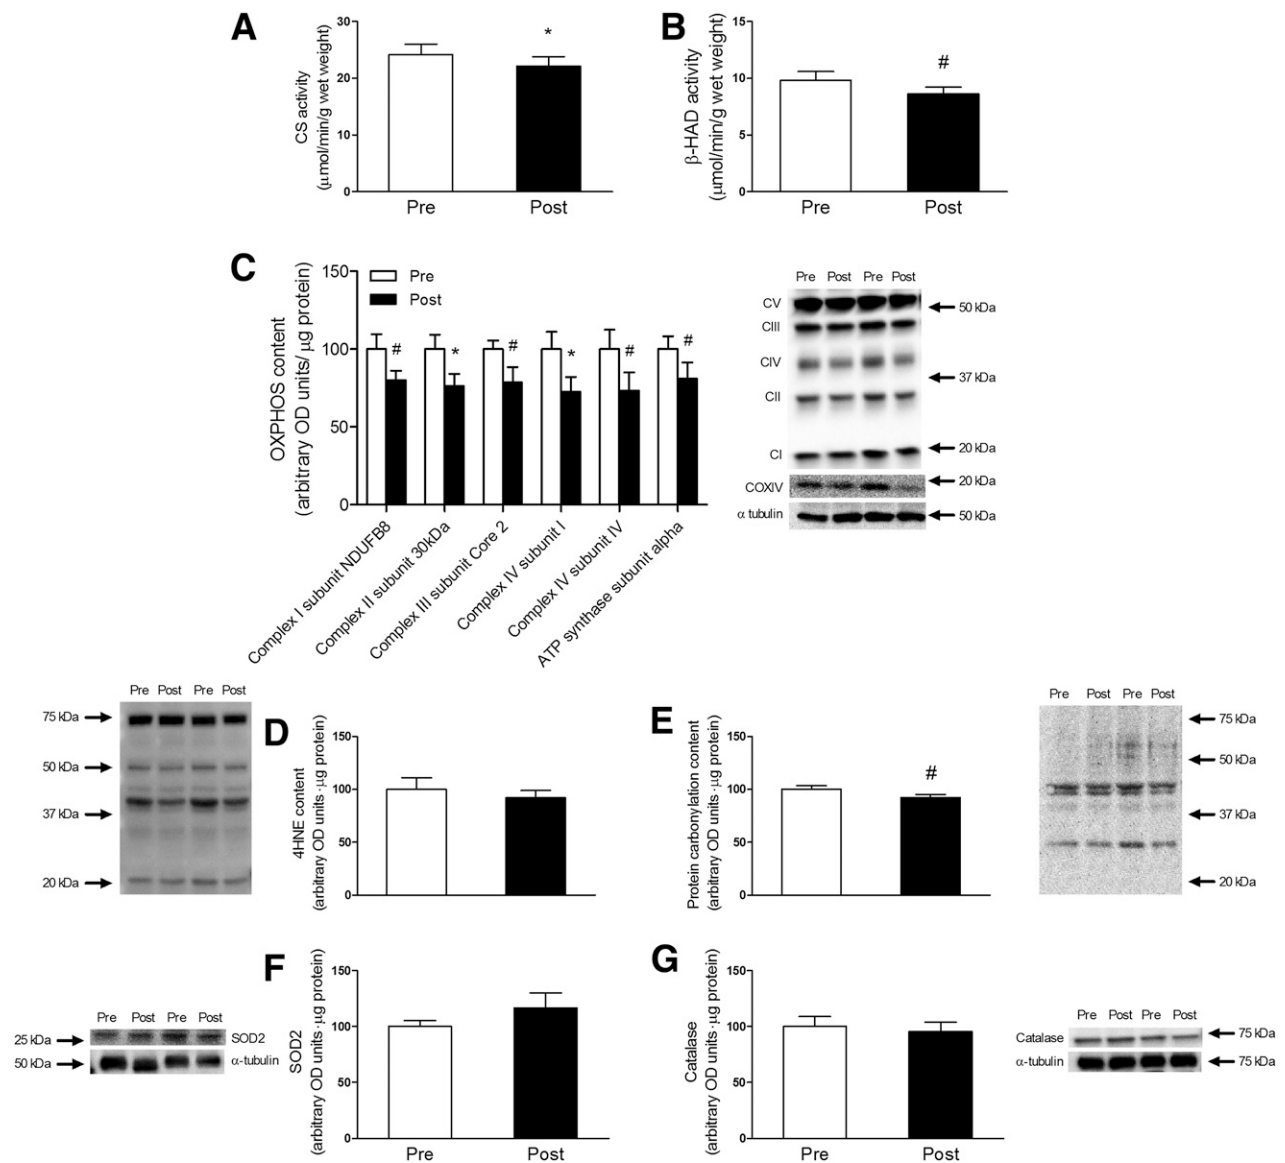 A
CS activity
(μmol/min/g wet weight)
30
20
10
0
*
Pre
Post
B
β-HAD activity
(μmol/min/g wet weight)
15
10
5
0
#
Pre
Post
C
OXPHOS content
(arbitrary OD units/ μg protein)
150
100
50
0
Pre
Post
#
*
#
*
#
#
Complex I subunit NDUFB8
Complex II subunit 30kDa
Complex III subunit Core 2
Complex IV subunit I
Complex IV subunit IV
ATP synthase subunit alpha
Pre Post Pre Post
CV
50 kDa
CIII
CIV
37 kDa
CII
CI
20 kDa
COXIV
20 kDa
α tubulin
50 kDa
Pre Post Pre Post
75 kDa
50 kDa
37 kDa
20 kDa
D
4HNE content
(arbitrary OD units·μg protein)
150
100
50
0
E
Protein carbonylation content
(arbitrary OD units·μg protein)
150
100
50
0
#
Pre Post Pre Post
75 kDa
50 kDa
37 kDa
20 kDa
Pre Post Pre Post
25 kDa
SOD2
50 kDa
α-tubulin
F
SOD2
(arbitrary OD units·μg protein)
150
100
50
0
Pre
Post
G
Catalase
(arbitrary OD units·μg protein)
150
100
50
0
Pre
Post
Pre Post Pre Post
Catalase
75 kDa
α-tubulin
75 kDa